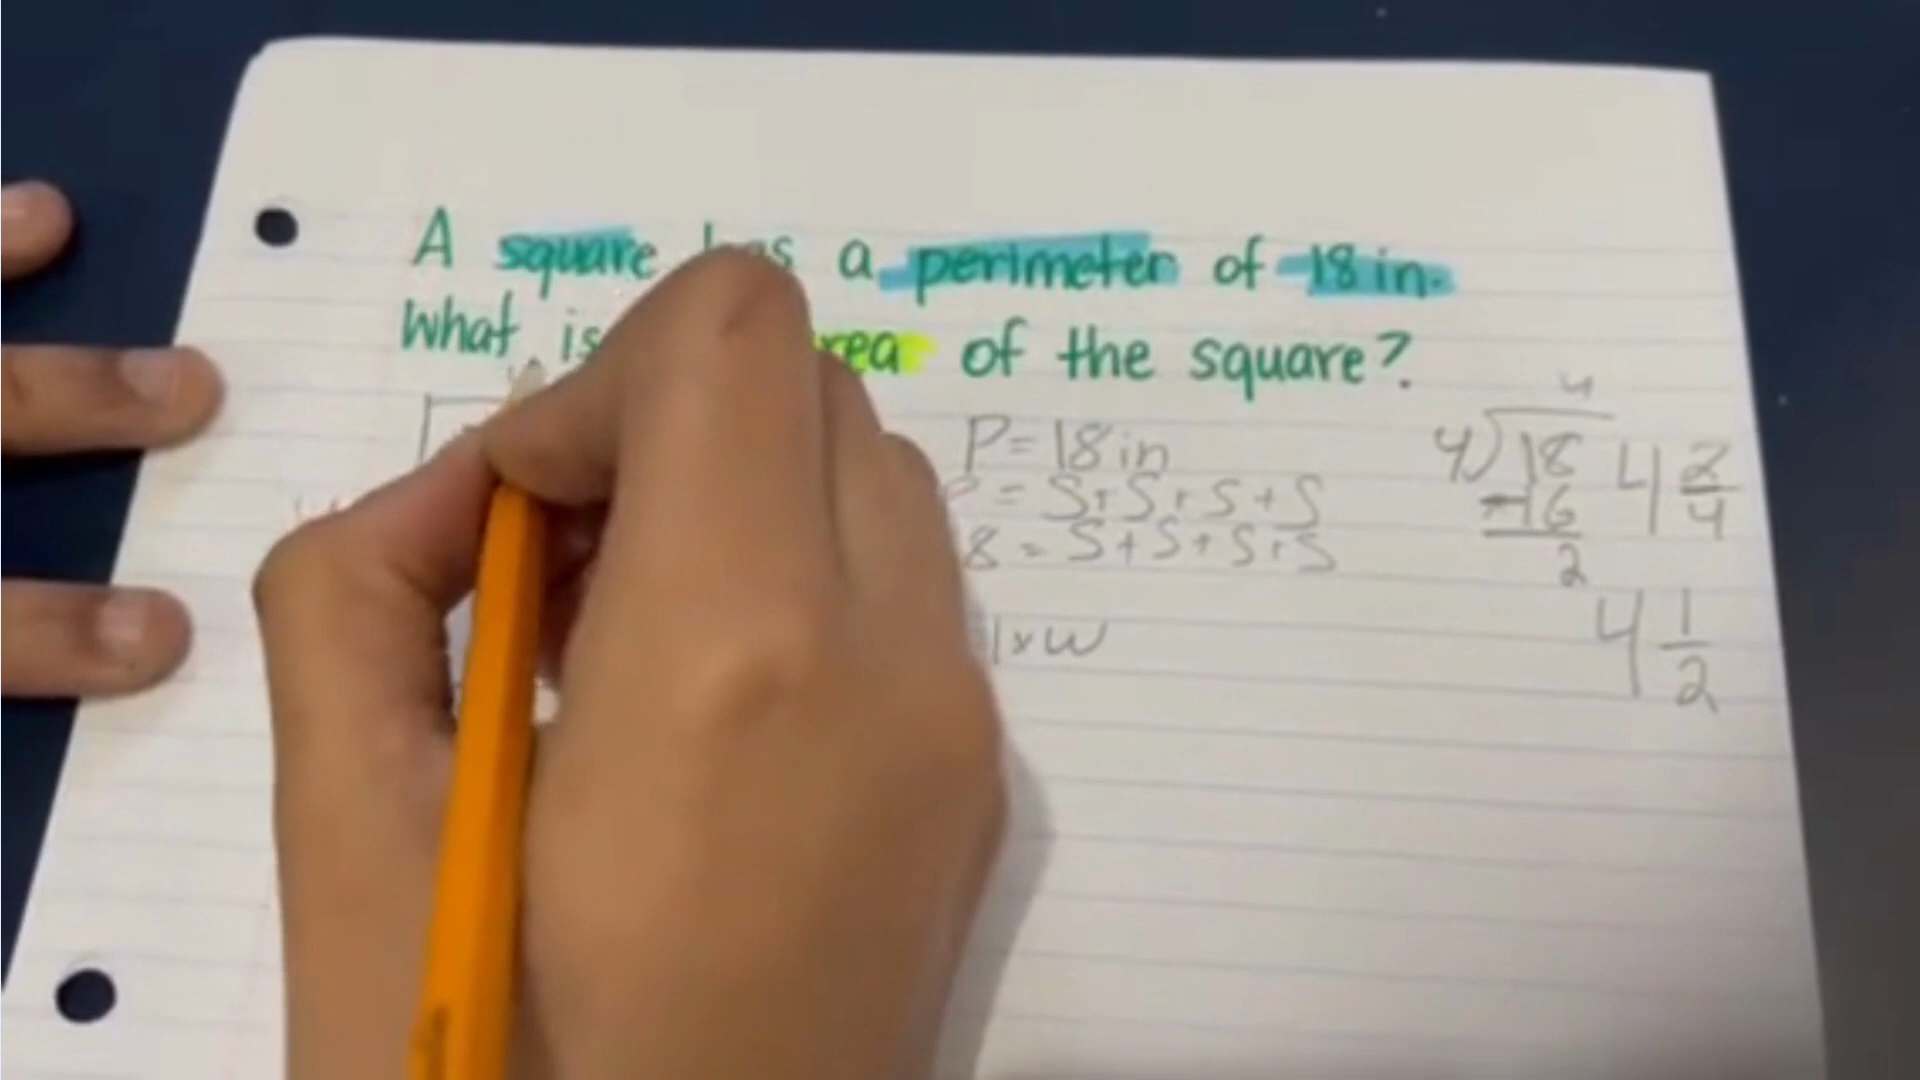 A square has a perimeter of 18 in.
What is area of the square?
P = 18 in
P = S + S + S + S
8 = S + S + S + S
l x w
4
4) 18
- 16
2
4 2/4
4 1/2